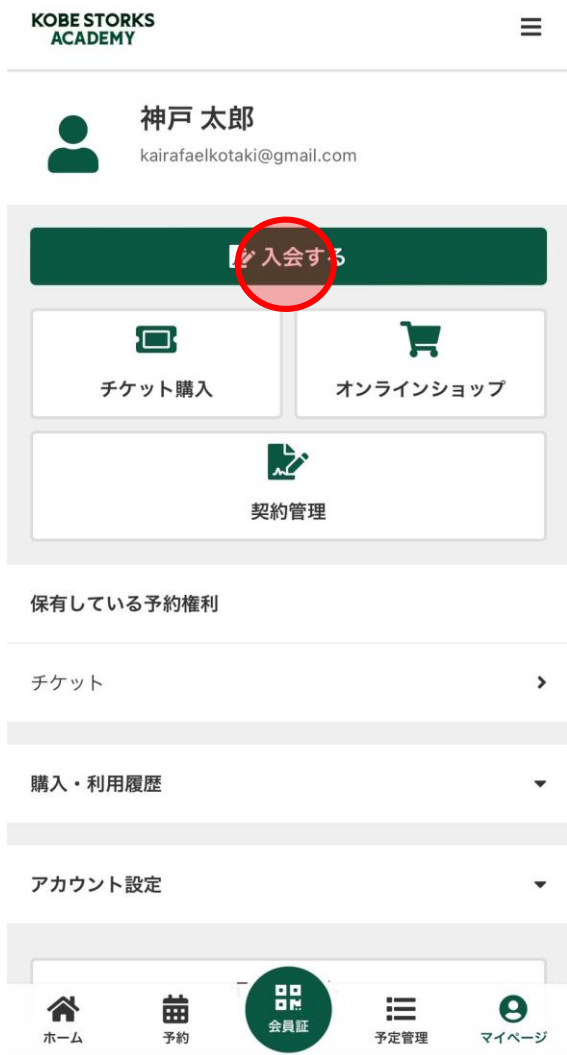 KOBE STORKS
ACADEMY
神戸 太郎
kairafaelkotaki@gmail.com
入会する
チケット購入
オンラインショップ
契約管理
保有している予約権利
チケット
購入・利用履歴
アカウント設定
ホーム
予約
会員証
予定管理
マイページ